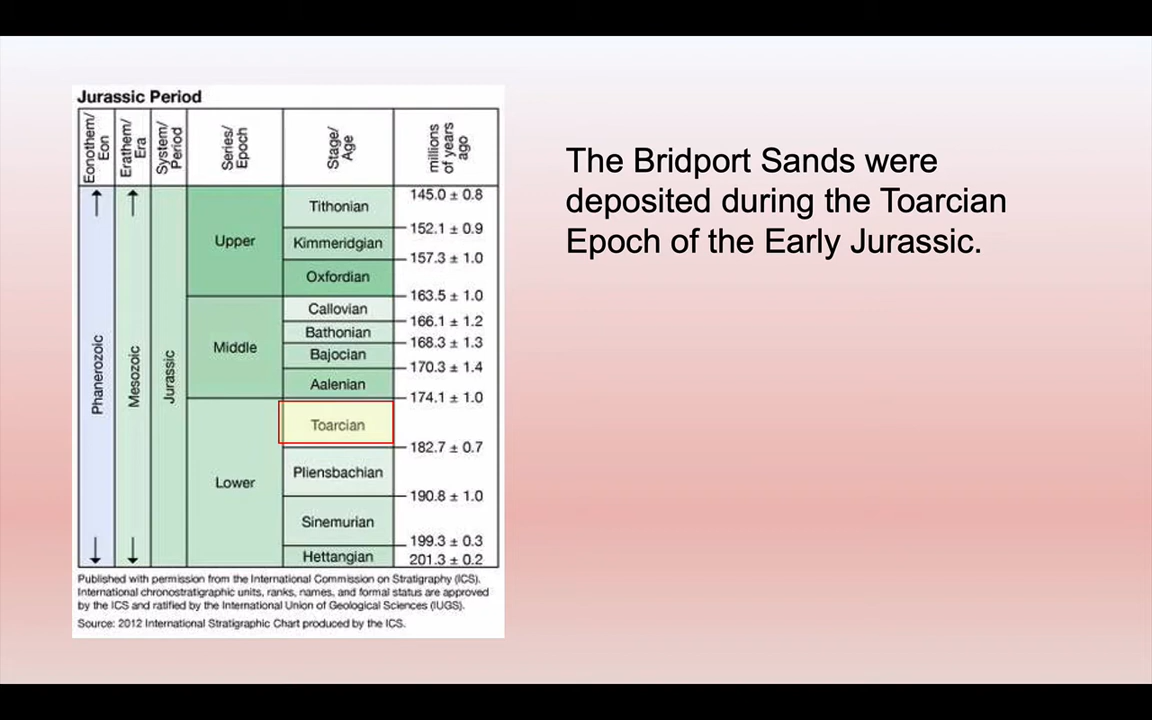 Jurassic Period
Eonothem/
Eon
Erathem/
Era
System/
Period
Series/
Epoch
Stage/
Age
millions
of years
ago
Phanerozoic
Mesozoic
Jurassic
Upper
Tithonian
145.0 ± 0.8
152.1 ± 0.9
Kimmeridgian
157.3 ± 1.0
Oxfordian
163.5 ± 1.0
Middle
Callovian
166.1 ± 1.2
Bathonian
168.3 ± 1.3
Bajocian
170.3 ± 1.4
Aalenian
174.1 ± 1.0
Lower
Toarcian
182.7 ± 0.7
Pliensbachian
190.8 ± 1.0
Sinemurian
199.3 ± 0.3
Hettangian
201.3 ± 0.2
Published with permission from the International Commission on Stratigraphy (ICS).
International chronostratigraphic units, ranks, names, and formal status are approved
by the ICS and ratified by the International Union of Geological Sciences (IUGS).
Source: 2012 International Stratigraphic Chart produced by the ICS.
The Bridport Sands were
deposited during the Toarcian
Epoch of the Early Jurassic.